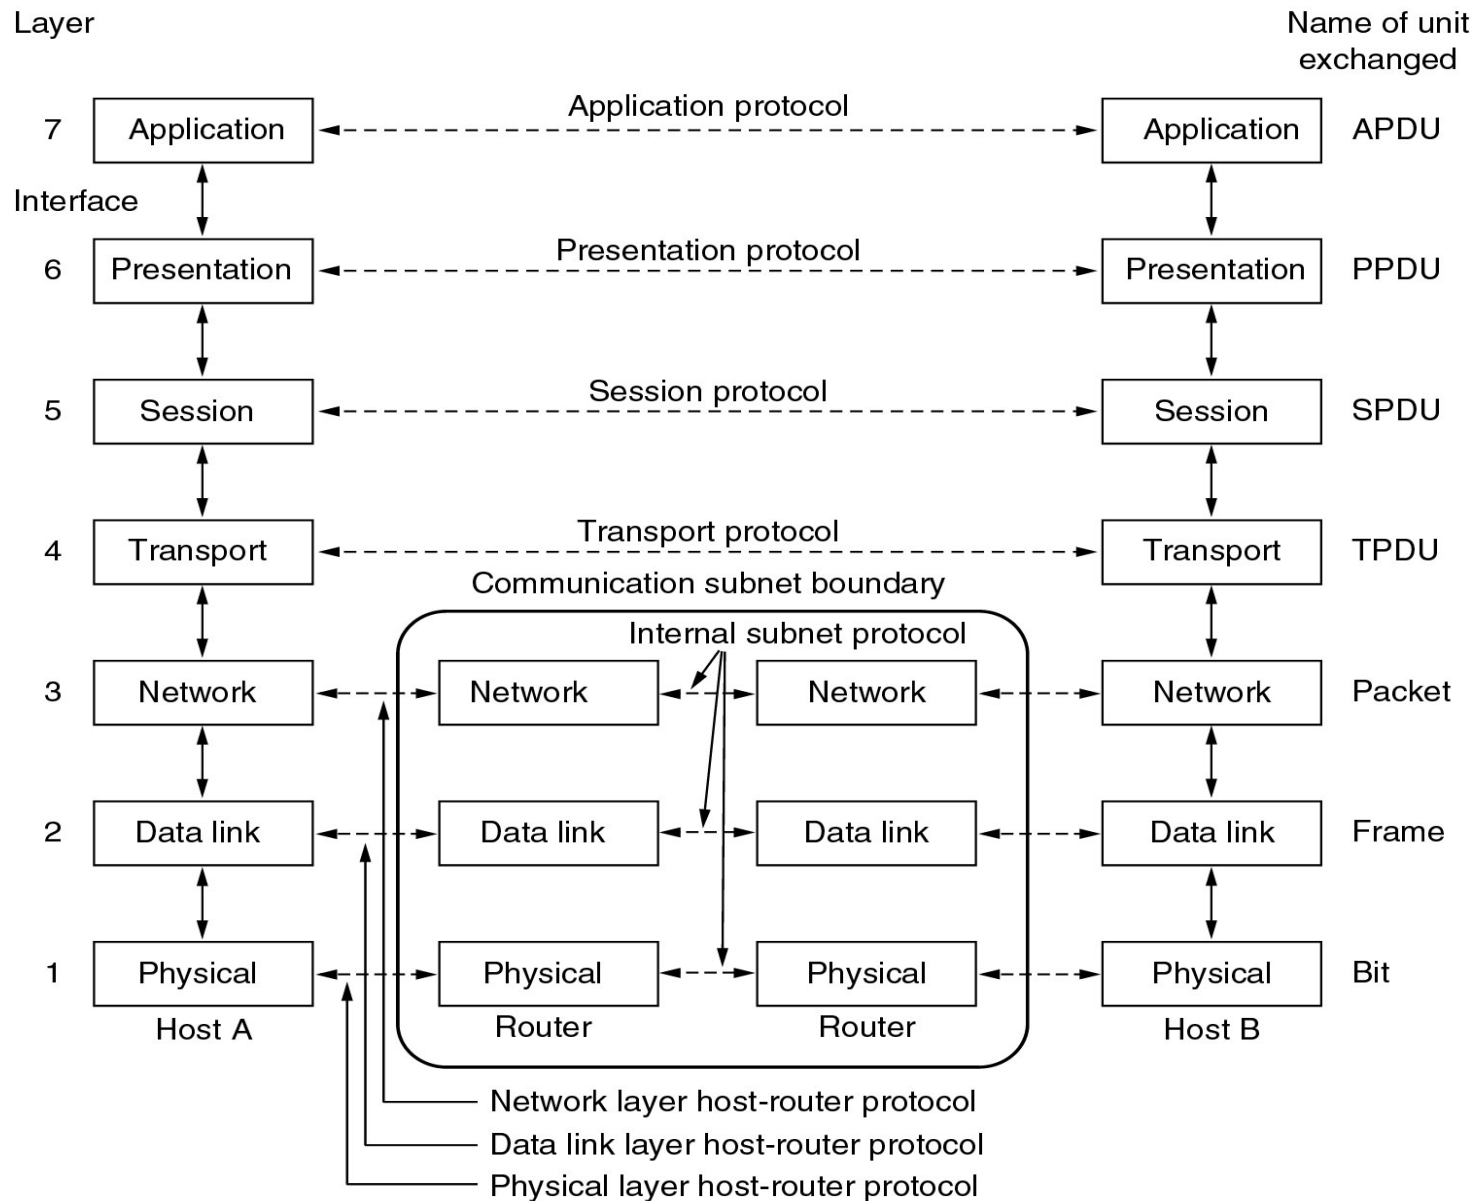 Layer
Name of unit
exchanged
Application protocol
7 Application Application APDU
Interface
Presentation protocol
6 Presentation Presentation PPDU
Session protocol
5 Session Session SPDU
Transport protocol
4 Transport Transport TPDU
Communication subnet boundary
Internal subnet protocol
3 Network Network Network Network Packet
2 Data link Data link Data link Data link Frame
1 Physical Physical Physical Physical Bit
Host A Router Router Host B
Network layer host-router protocol
Data link layer host-router protocol
Physical layer host-router protocol